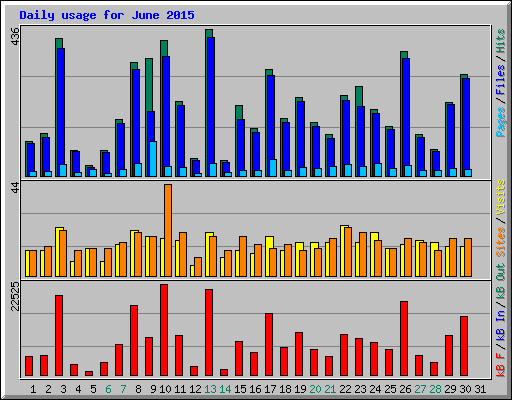 Daily usage for June 2015
436
Pages / Files / Hits
44
Sites / Visits
22525
kB F / kB In / kB Out
1 2 3 4 5 6 7 8 9 10 11 12 13 14 15 16 17 18 19 20 21 22 23 24 25 26 27 28 29 30 31